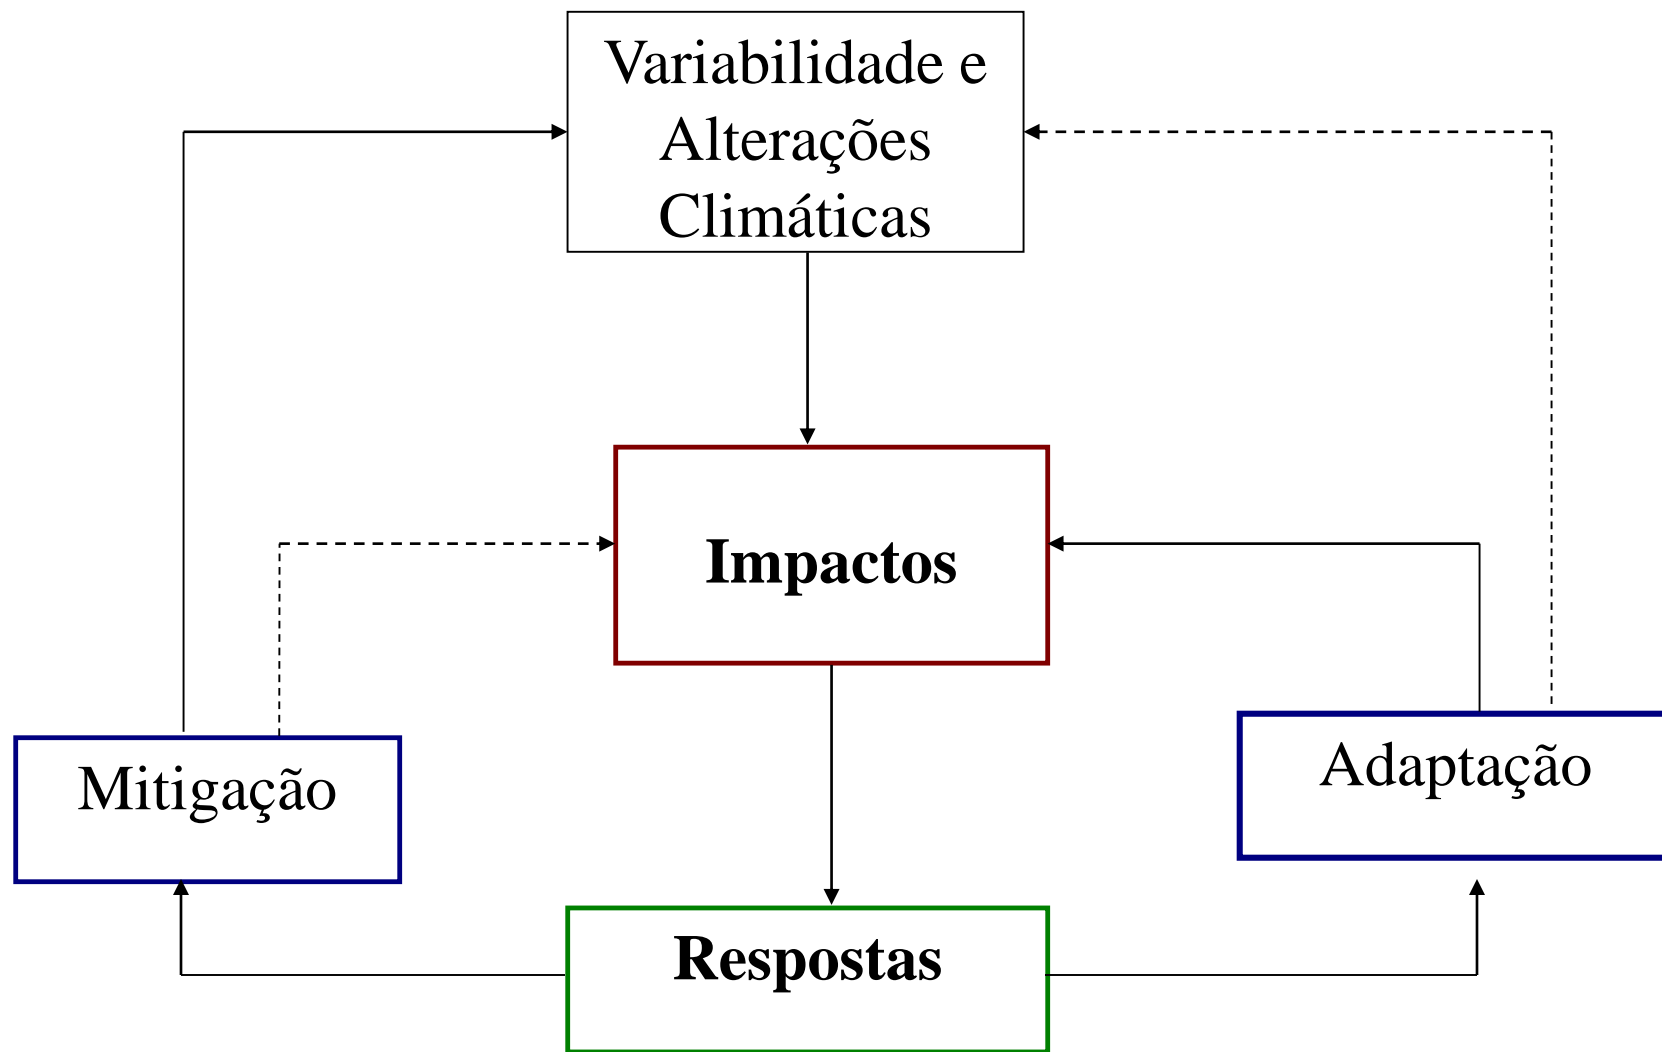 Variabilidade e
Alterações
Climáticas
Impactos
Mitigação
Adaptação
Respostas